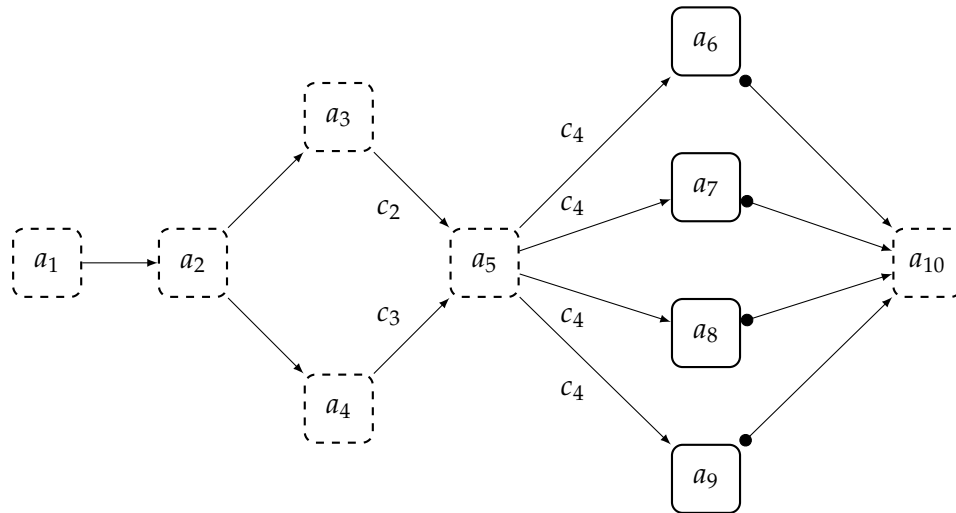 a₆
a₃
c₄
a₇
c₂
c₄
a₁
a₂
a₅
a₁₀
c₃
c₄
a₈
c₄
a₄
a₉